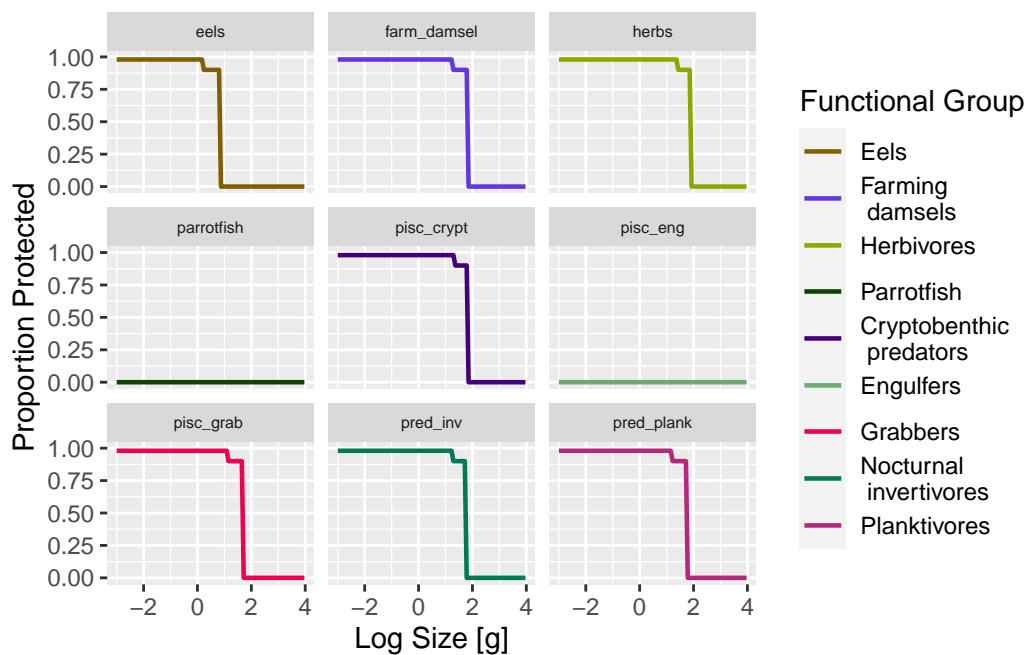 eels farm_damsel herbs
1.00
0.75
0.50
0.25
0.00
parrotfish pisc_crypt pisc_eng
1.00
0.75
0.50
0.25
0.00
pisc_grab pred_inv pred_plank
1.00
0.75
0.50
0.25
0.00
−2 0 2 4 −2 0 2 4 −2 0 2 4
Log Size [g]
Proportion Protected
Functional Group
Eels
Farming
damsels
Herbivores
Parrotfish
Cryptobenthic
predators
Engulfers
Grabbers
Nocturnal
invertivores
Planktivores